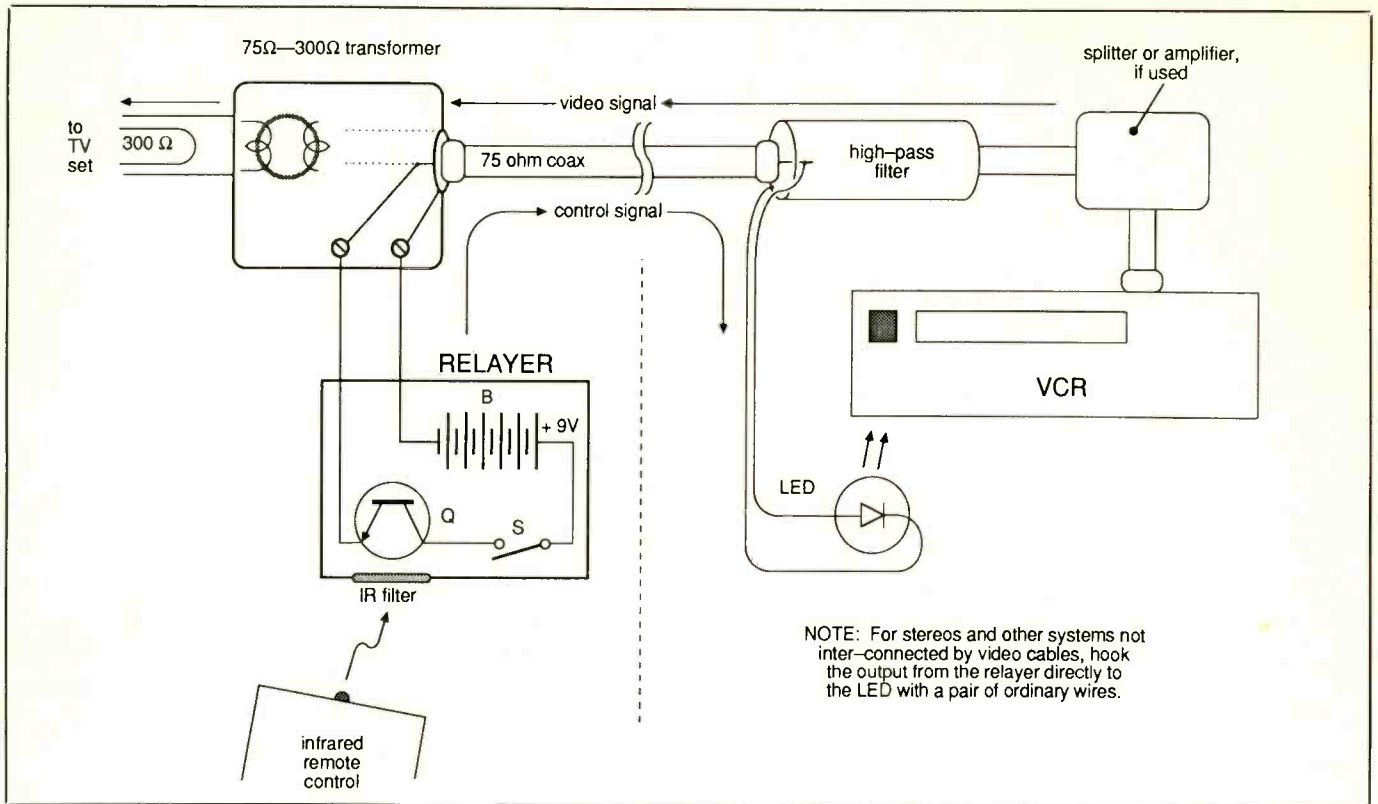 75Ω—300Ω transformer
splitter or amplifier,
if used
video signal
to
TV
set
300 Ω
75 ohm coax
high–pass
filter
control signal
RELAYER
B
+ 9V
Q
S
IR filter
VCR
LED
infrared
remote
control
NOTE: For stereos and other systems not
inter–connected by video cables, hook
the output from the relayer directly to
the LED with a pair of ordinary wires.